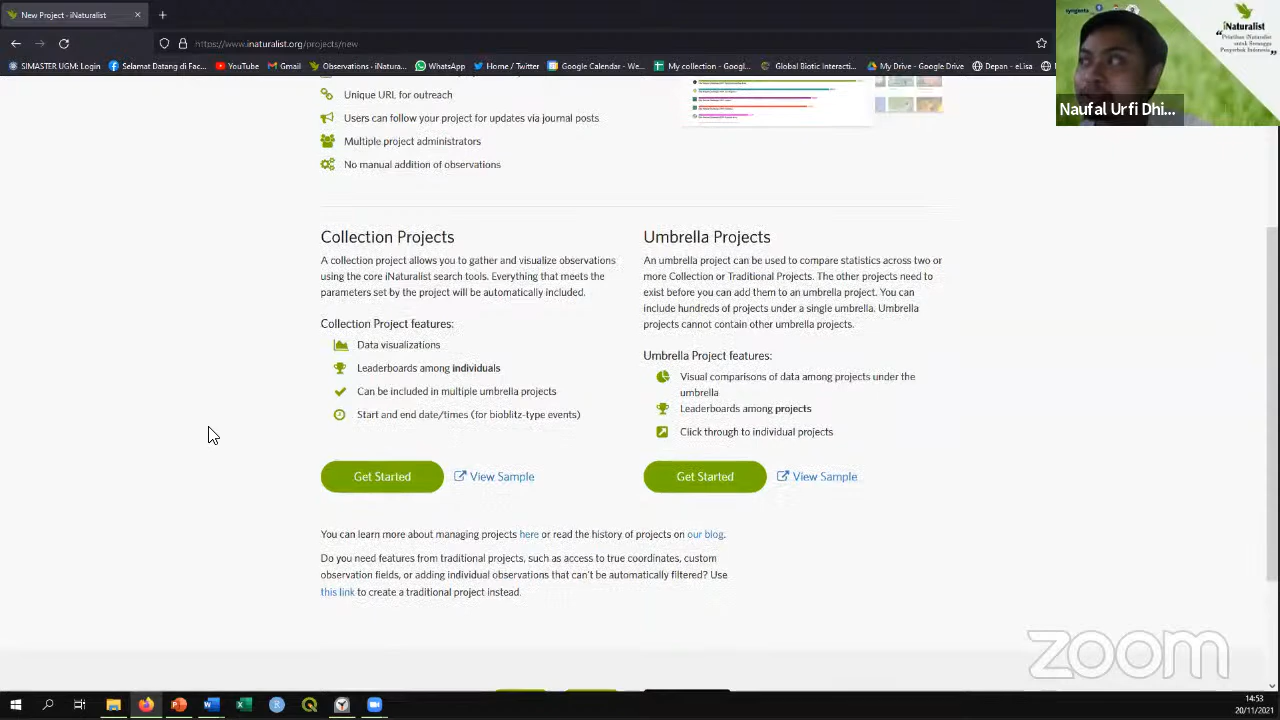 New Project - iNaturalist
https://www.inaturalist.org/projects/new
SIMASTER UGM: Log...
Selamat Datang di Fac...
YouTube
Maps
Observations
WhatsApp
Home / Twitter
Google Calendar - We...
My collection - Googl...
My Drive - Google Drive
Depan - eLisa
Unique URL for outreach
Users can follow your project for updates via journal posts
Multiple project administrators
No manual addition of observations
Collection Projects
A collection project allows you to gather and visualize observations
using the core iNaturalist search tools. Everything that meets the
parameters set by the project will be automatically included.
Collection Project features:
Data visualizations
Leaderboards among individuals
Can be included in multiple umbrella projects
Start and end date/times (for bioblitz-type events)
Get Started
View Sample
Umbrella Projects
An umbrella project can be used to compare statistics across two or
more Collection or Traditional Projects. The other projects need to
exist before you can add them to an umbrella project. You can
include hundreds of projects under a single umbrella. Umbrella
projects cannot contain other umbrella projects.
Umbrella Project features:
Visual comparisons of data among projects under the
umbrella
Leaderboards among projects
Click through to individual projects
Get Started
View Sample
You can learn more about managing projects here or read the history of projects on our blog.
Do you need features from traditional projects, such as access to true coordinates, custom
observation fields, or adding individual observations that can't be automatically filtered? Use
this link to create a traditional project instead.
syngenta
iNaturalist
“Pelatihan iNaturalist
untuk Serangga
Penyerbuk Indonesia”
Naufal Urfi Dhi...
zoom
14:53
20/11/2021